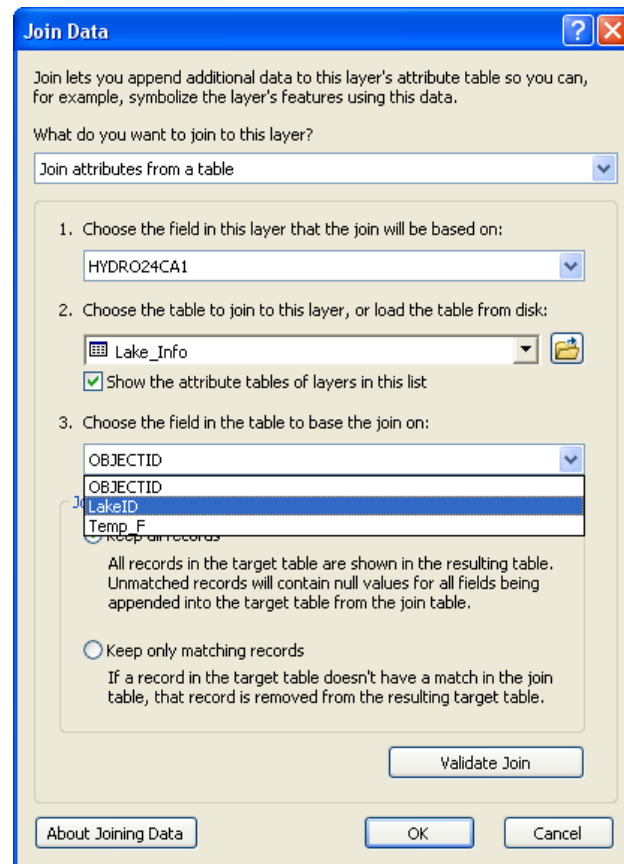 Join Data
Join lets you append additional data to this layer's attribute table so you can,
for example, symbolize the layer's features using this data.
What do you want to join to this layer?
Join attributes from a table
1. Choose the field in this layer that the join will be based on:
HYDRO24CA1
2. Choose the table to join to this layer, or load the table from disk:
Lake_Info
Show the attribute tables of layers in this list
3. Choose the field in the table to base the join on:
OBJECTID
OBJECTID
LakeID
Temp_F
Keep all records
All records in the target table are shown in the resulting table.
Unmatched records will contain null values for all fields being
appended into the target table from the join table.
Keep only matching records
If a record in the target table doesn't have a match in the join
table, that record is removed from the resulting target table.
Validate Join
About Joining Data
OK
Cancel